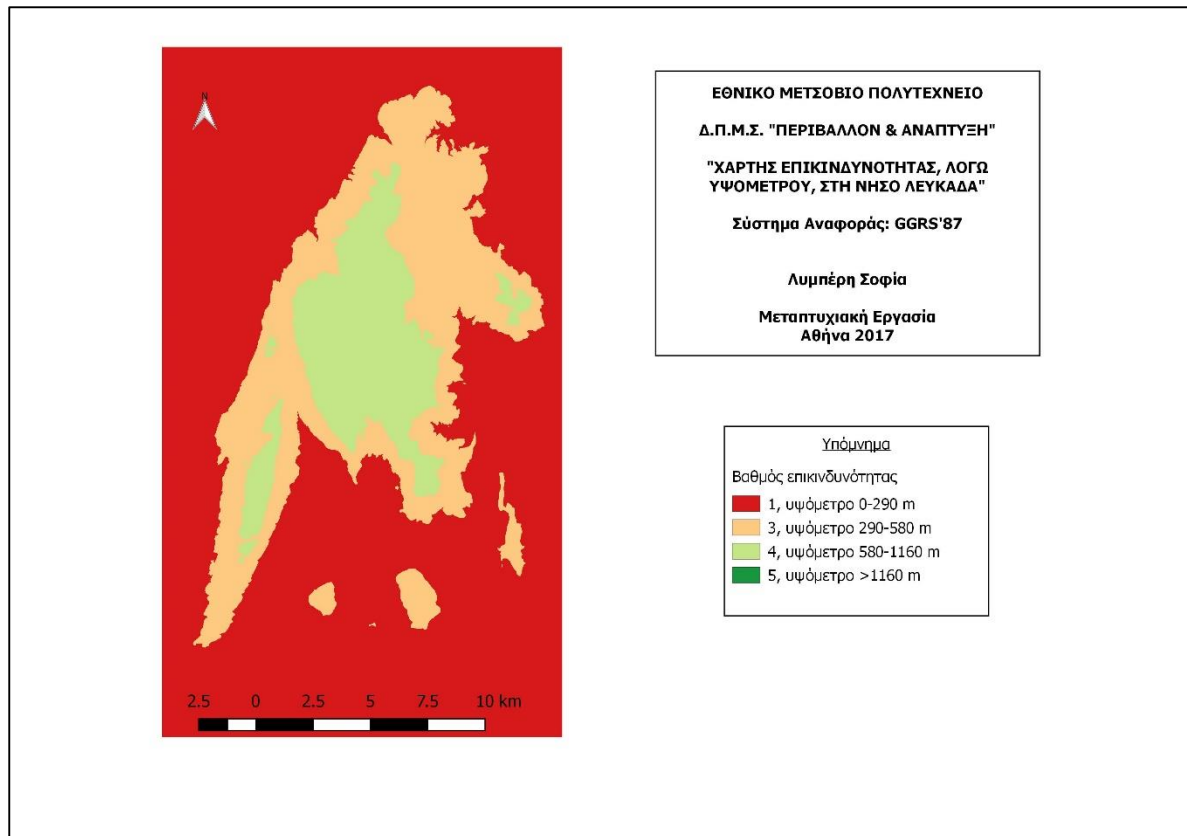 N
2.5 0 2.5 5 7.5 10 km
ΕΘΝΙΚΟ ΜΕΤΣΟΒΙΟ ΠΟΛΥΤΕΧΝΕΙΟ
Δ.Π.Μ.Σ. "ΠΕΡΙΒΑΛΛΟΝ & ΑΝΑΠΤΥΞΗ"
"ΧΑΡΤΗΣ ΕΠΙΚΙΝΔΥΝΟΤΗΤΑΣ, ΛΟΓΩ
ΥΨΟΜΕΤΡΟΥ, ΣΤΗ ΝΗΣΟ ΛΕΥΚΑΔΑ"
Σύστημα Αναφοράς: GGRS'87
Λυμπέρη Σοφία
Μεταπτυχιακή Εργασία
Αθήνα 2017
Υπόμνημα
Βαθμός επικινδυνότητας
1, υψόμετρο 0-290 m
3, υψόμετρο 290-580 m
4, υψόμετρο 580-1160 m
5, υψόμετρο >1160 m